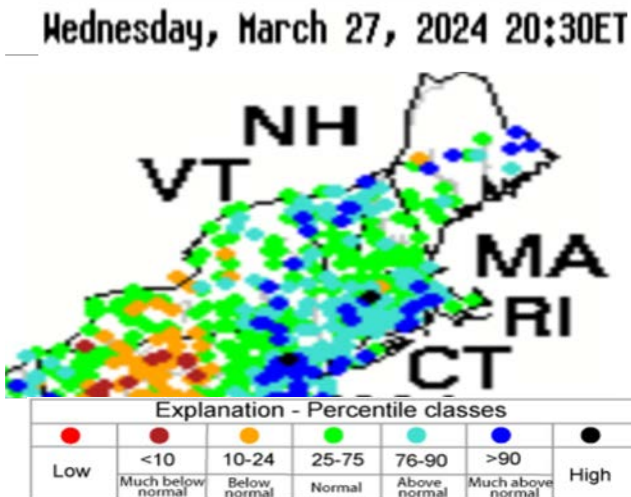 Wednesday, March 27, 2024 20:30ET
NH
VT
MA
RI
CT
Explanation - Percentile classes
Low <10 10-24 25-75 76-90 >90 High
Much below normal Below normal Normal Above normal Much above normal